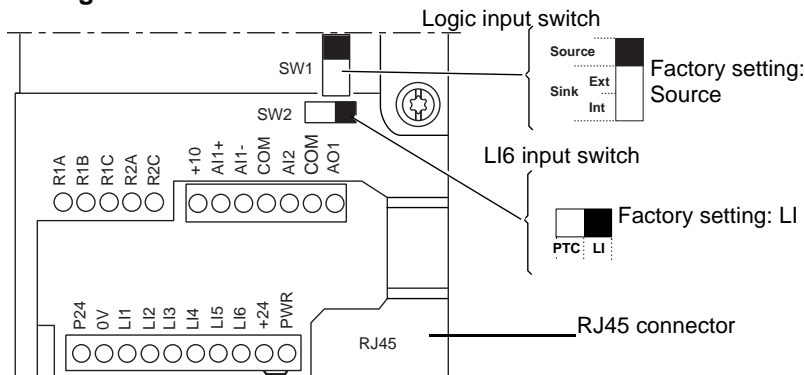 Logic input switch
SW1
Source
Sink
Ext
Int
Factory setting:
Source
SW2
LI6 input switch
R1A
R1B
R1C
R2A
R2C
+10
AI1+
AI1-
COM
AI2
COM
AO1
Factory setting: LI
PTC
LI
P24
0V
LI1
LI2
LI3
LI4
LI5
LI6
+24
PWR
RJ45
RJ45 connector